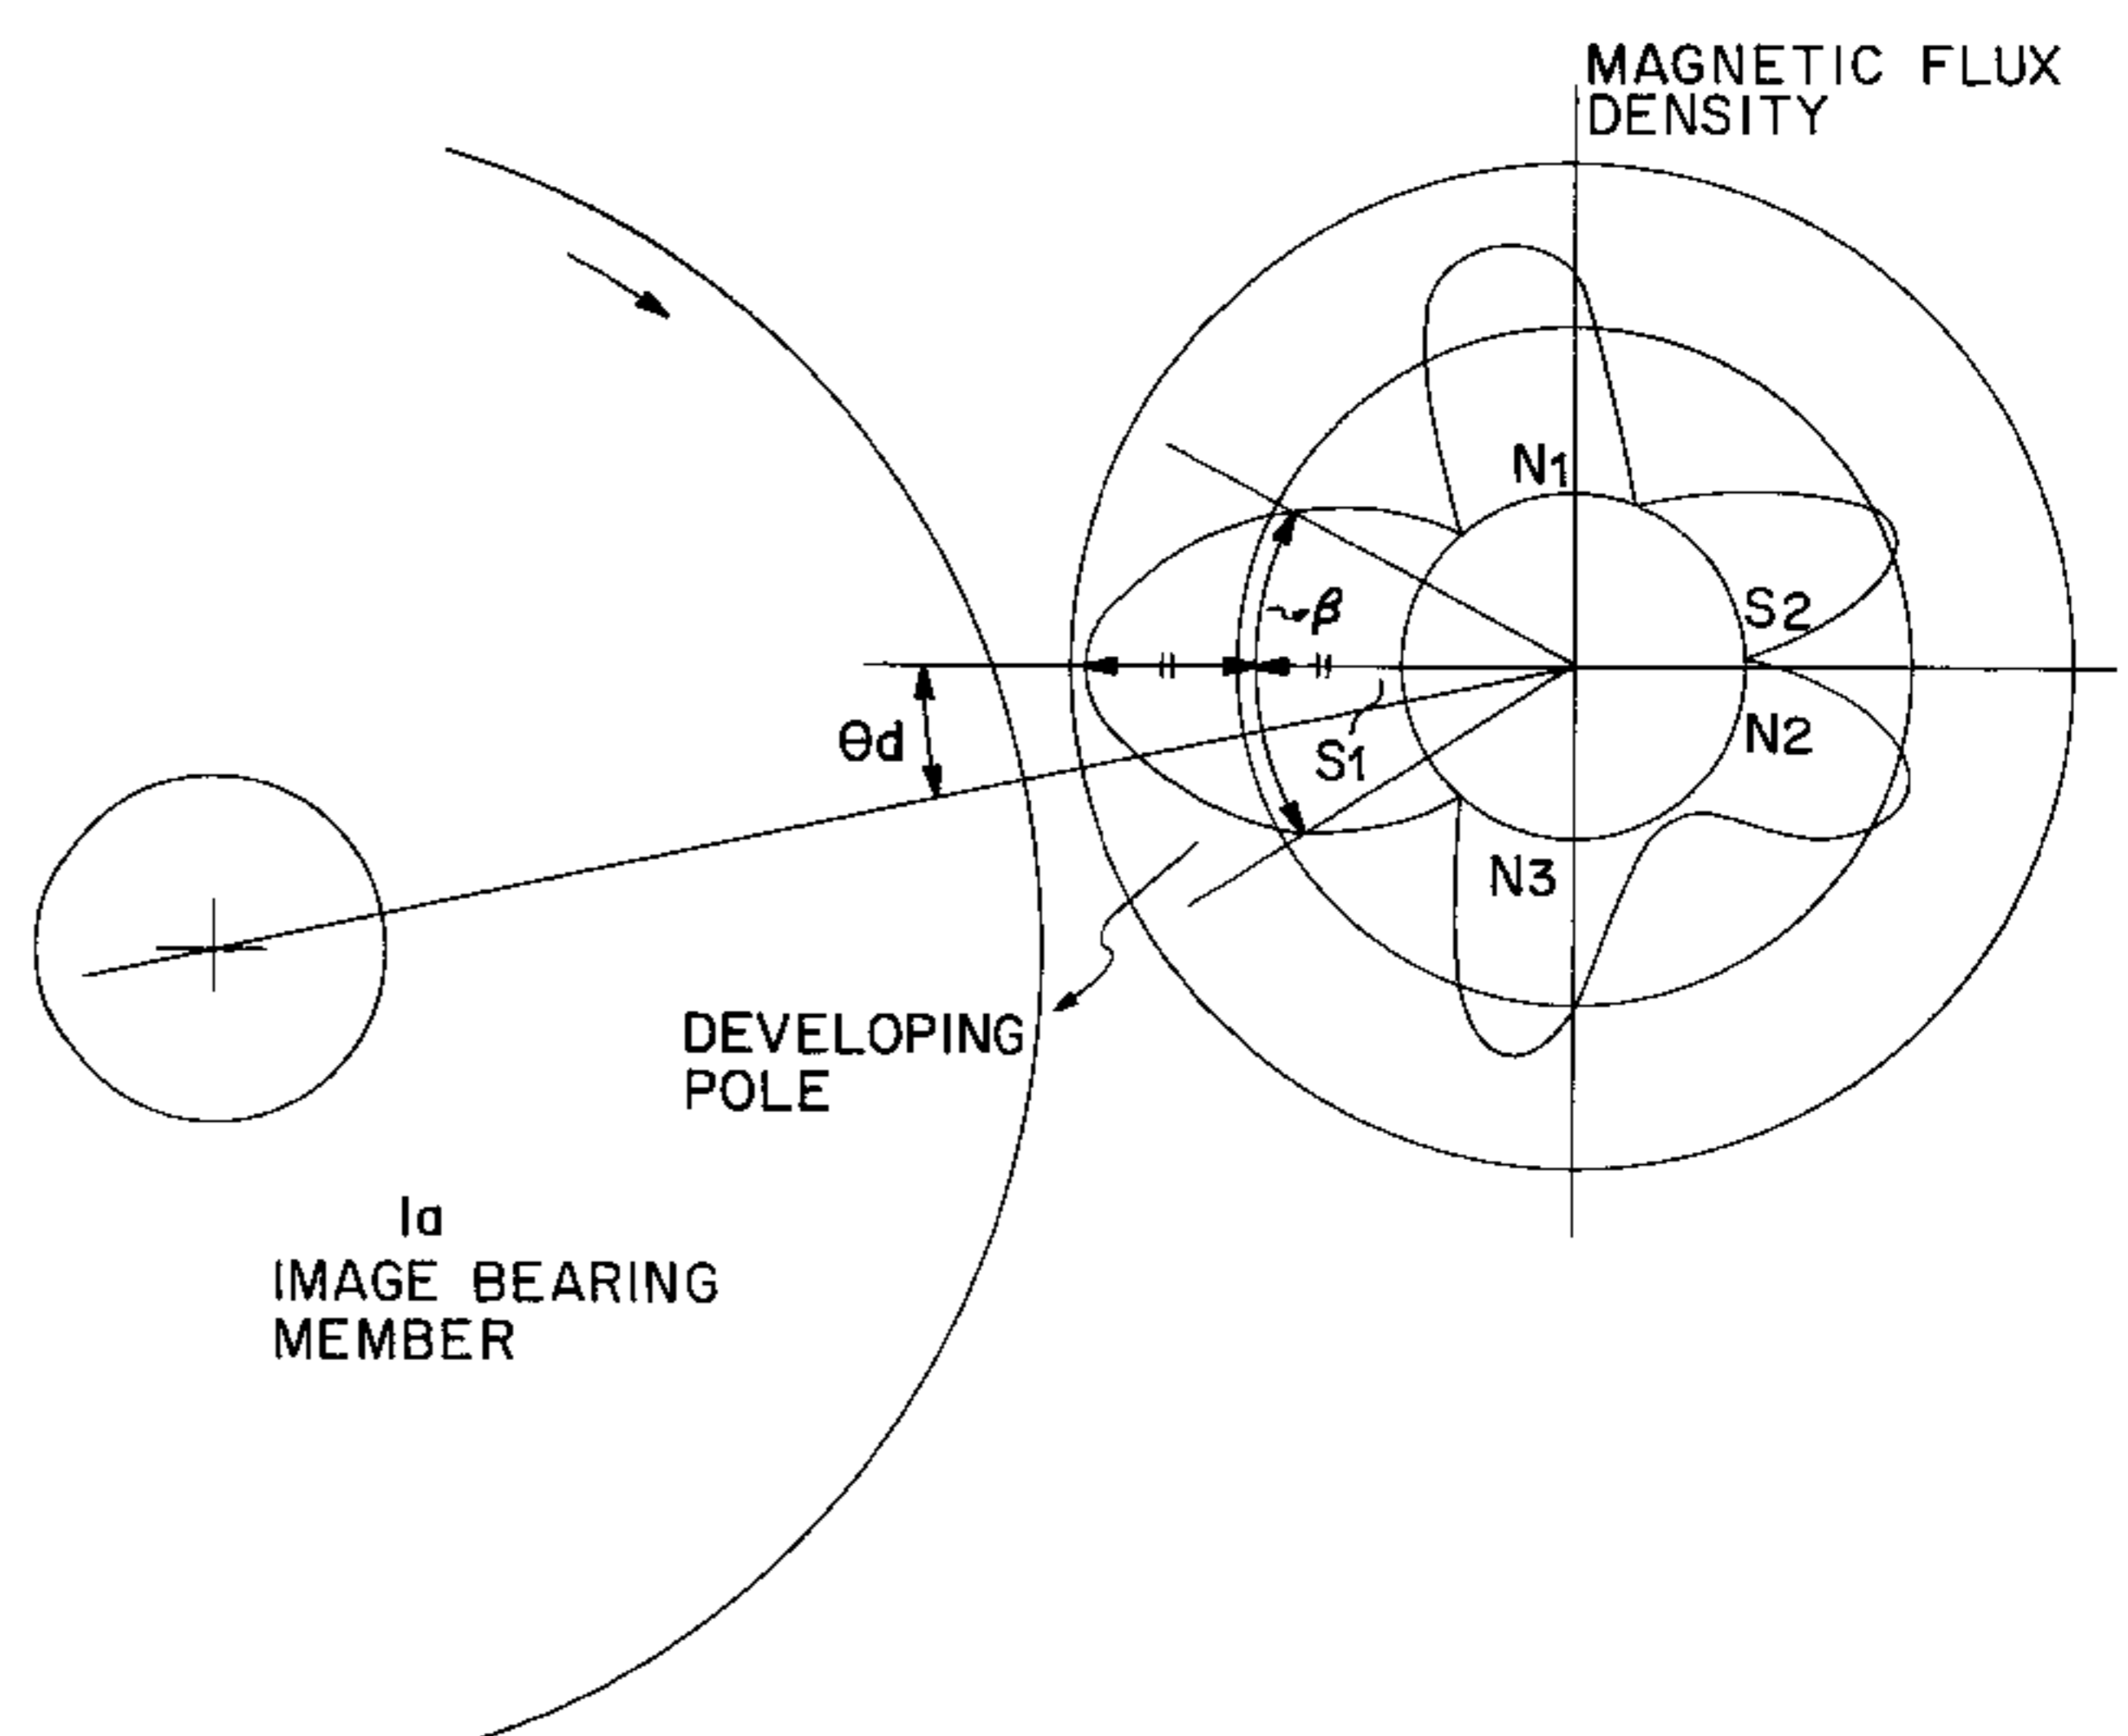 MAGNETIC FLUX
DENSITY
N1
β
S2
θd
S1
N2
N3
DEVELOPING
POLE
1a
IMAGE BEARING
MEMBER